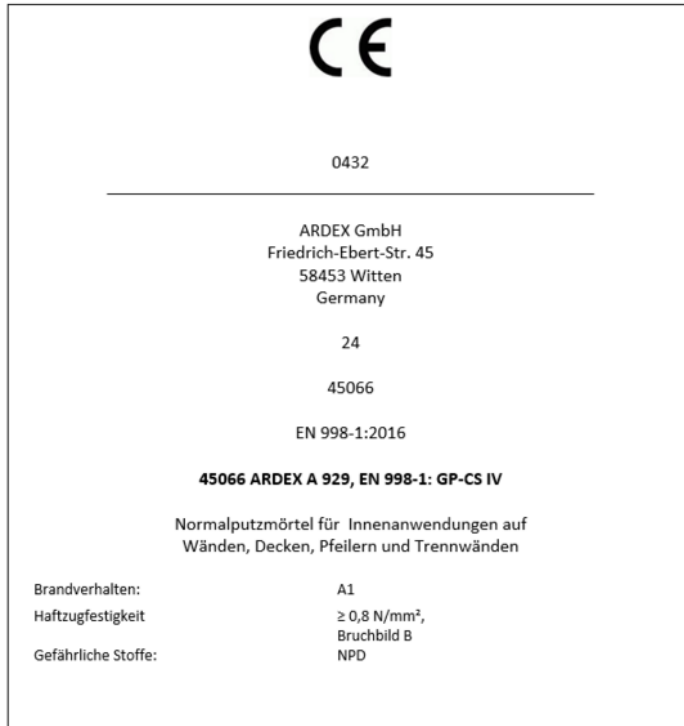 CE
0432
ARDEX GmbH
Friedrich-Ebert-Str. 45
58453 Witten
Germany
24
45066
EN 998-1:2016
45066 ARDEX A 929, EN 998-1: GP-CS IV
Normalputzmörtel für Innenanwendungen auf
Wänden, Decken, Pfeilern und Trennwänden
Brandverhalten: A1
Haftzugfestigkeit ≥ 0,8 N/mm²,
Bruchbild B
Gefährliche Stoffe: NPD